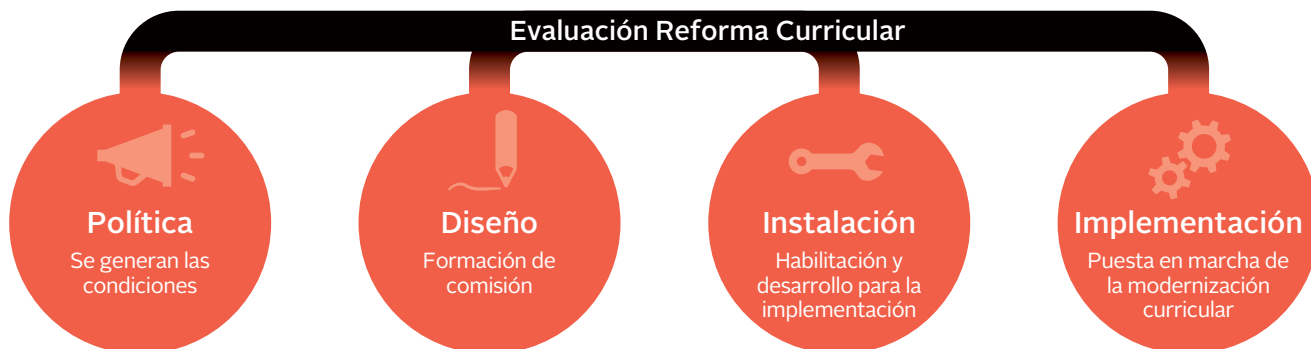 Evaluación Reforma Curricular
Política
Se generan las
condiciones
Diseño
Formación de
comisión
Instalación
Habilitación y
desarrollo para la
implementación
Implementación
Puesta en marcha de
la modernización
curricular